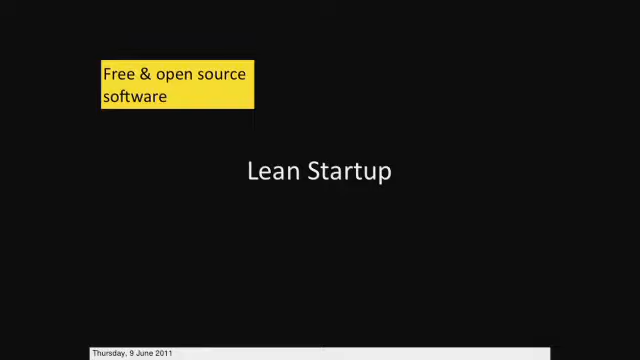 Free & open source
software
Lean Startup
Thursday, 9 June 2011